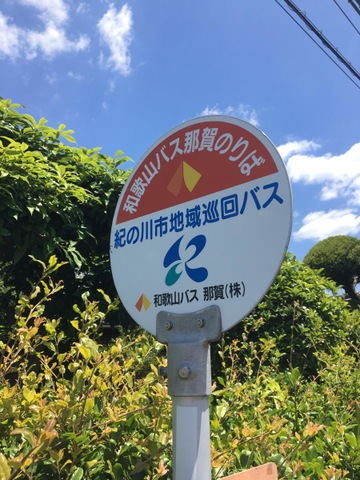 和歌山バス那賀のりば
紀の川市地域巡回バス
和歌山バス 那賀(株)